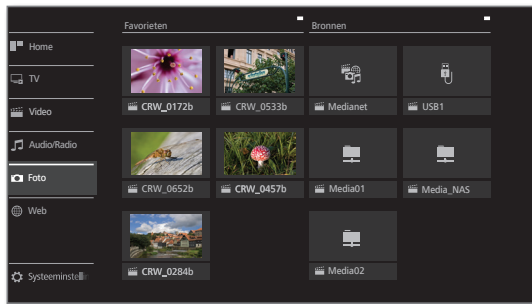 Favorieten
Bronnen
Home
TV
Video
Audio/Radio
Foto
Web
Systeeminstellin
CRW_0172b
CRW_0533b
Medianet
USB1
CRW_0652b
CRW_0457b
Media01
Media_NAS
CRW_0284b
Media02